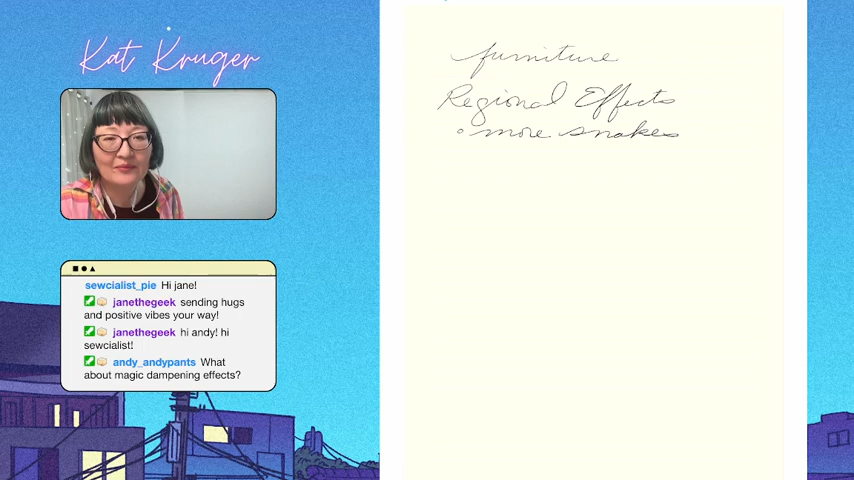 Kat Kruger
sewcialist_pie Hi jane!
janethegeek sending hugs
and positive vibes your way!
janethegeek hi andy! hi
sewcialist!
andy_andypants What
about magic dampening effects?
furniture
Regional Effects
• more snakes